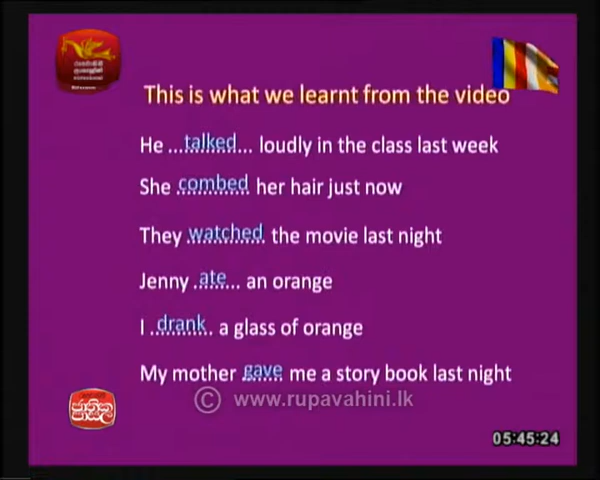 This is what we learnt from the video
He ...talked... loudly in the class last week
She combed her hair just now
They watched the movie last night
Jenny .ate... an orange
I .drank. a glass of orange
My mother gave me a story book last night
© www.rupavahini.lk
05:45:24